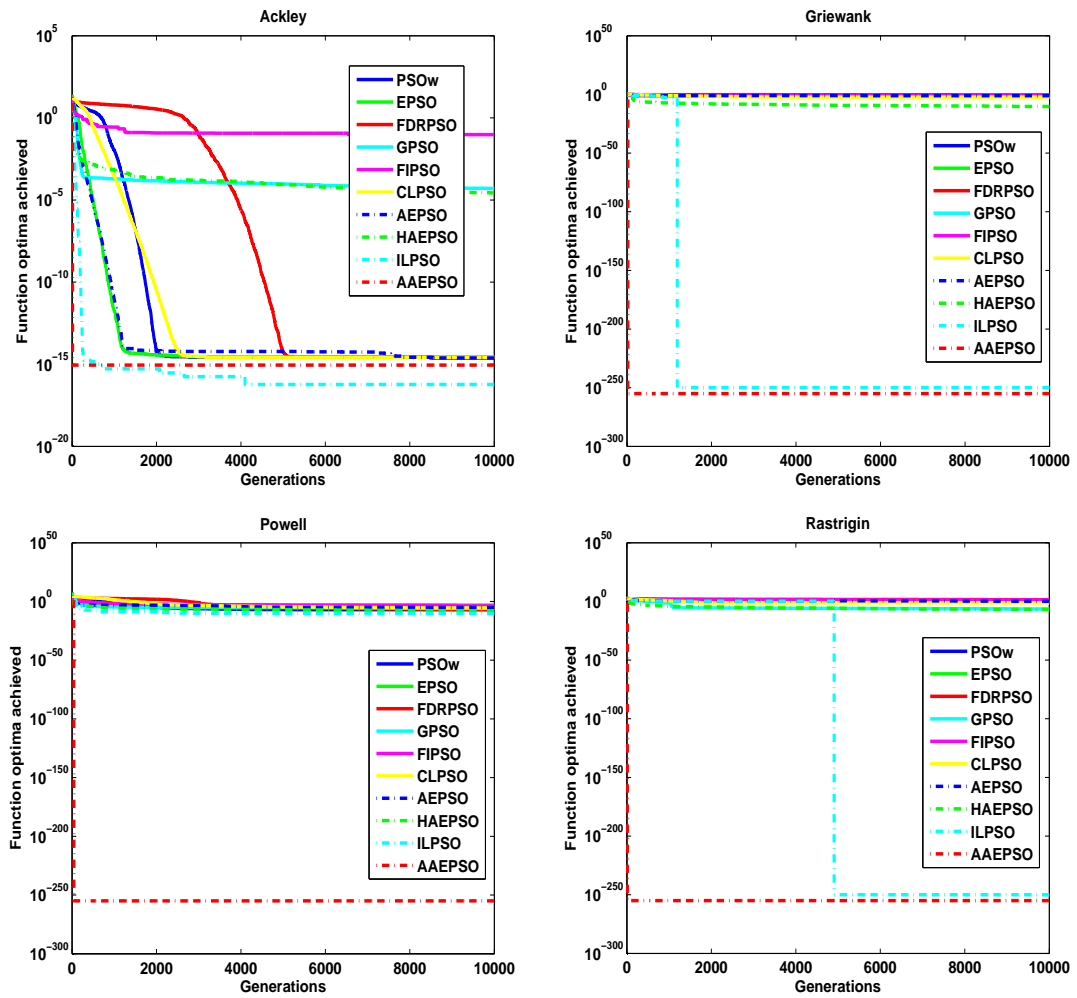 Ackley
Function optima achieved
10^5
10^0
10^−5
10^−10
10^−15
10^−20
0 2000 4000 6000 8000 10000
Generations
PSOw
EPSO
FDRPSO
GPSO
FIPSO
CLPSO
AEPSO
HAEPSO
ILPSO
AAEPSO
Griewank
Function optima achieved
10^50
10^0
10^−50
10^−100
10^−150
10^−200
10^−250
10^−300
0 2000 4000 6000 8000 10000
Generations
PSOw
EPSO
FDRPSO
GPSO
FIPSO
CLPSO
AEPSO
HAEPSO
ILPSO
AAEPSO
Powell
Function optima achieved
10^50
10^0
10^−50
10^−100
10^−150
10^−200
10^−250
10^−300
0 2000 4000 6000 8000 10000
Generations
PSOw
EPSO
FDRPSO
GPSO
FIPSO
CLPSO
AEPSO
HAEPSO
ILPSO
AAEPSO
Rastrigin
Function optima achieved
10^50
10^0
10^−50
10^−100
10^−150
10^−200
10^−250
10^−300
0 2000 4000 6000 8000 10000
Generations
PSOw
EPSO
FDRPSO
GPSO
FIPSO
CLPSO
AEPSO
HAEPSO
ILPSO
AAEPSO